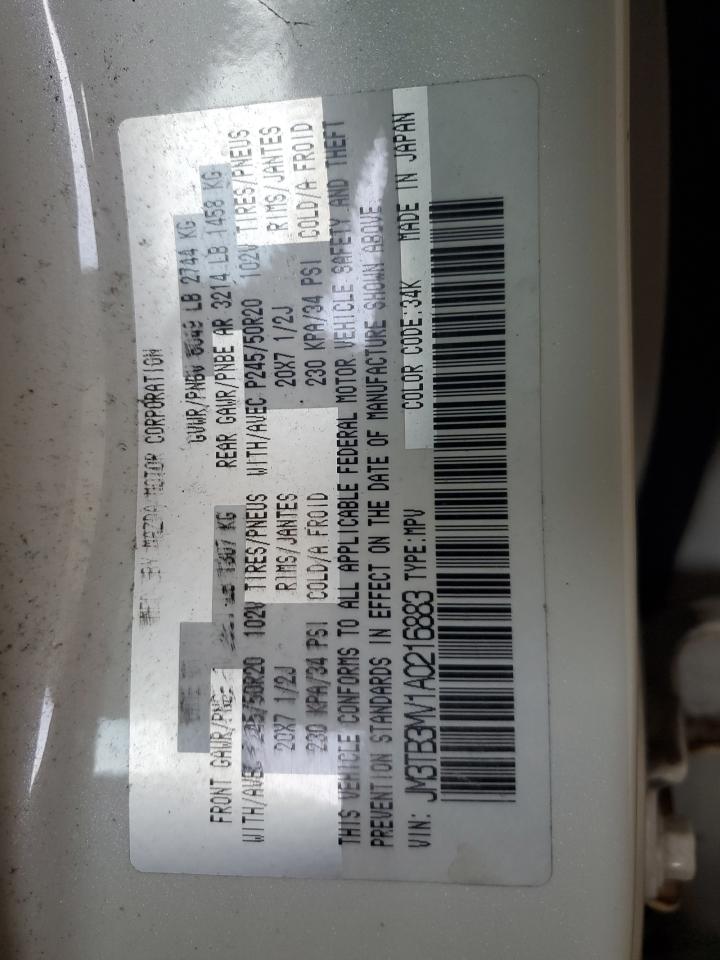 MAZDA MOTOR CORPORATION
GVWR/PNBV 6049 LB 2744 KG
FRONT GAWR/PNBE KG REAR GAWR/PNBE AR 3214 LB 1458 KG
WITH/AVEC P245/50R20 102V TIRES/PNEUS WITH/AVEC P245/50R20 102V TIRES/PNEUS
20X7 1/2J RIMS/JANTES 20X7 1/2J RIMS/JANTES
230 KPA/34 PSI COLD/A FROID 230 KPA/34 PSI COLD/A FROID
THIS VEHICLE CONFORMS TO ALL APPLICABLE FEDERAL MOTOR VEHICLE SAFETY AND THEFT
PREVENTION STANDARDS IN EFFECT ON THE DATE OF MANUFACTURE SHOWN ABOVE
VIN: JM3TB3MV1A0216883 TYPE:MPV COLOR CODE:34K MADE IN JAPAN